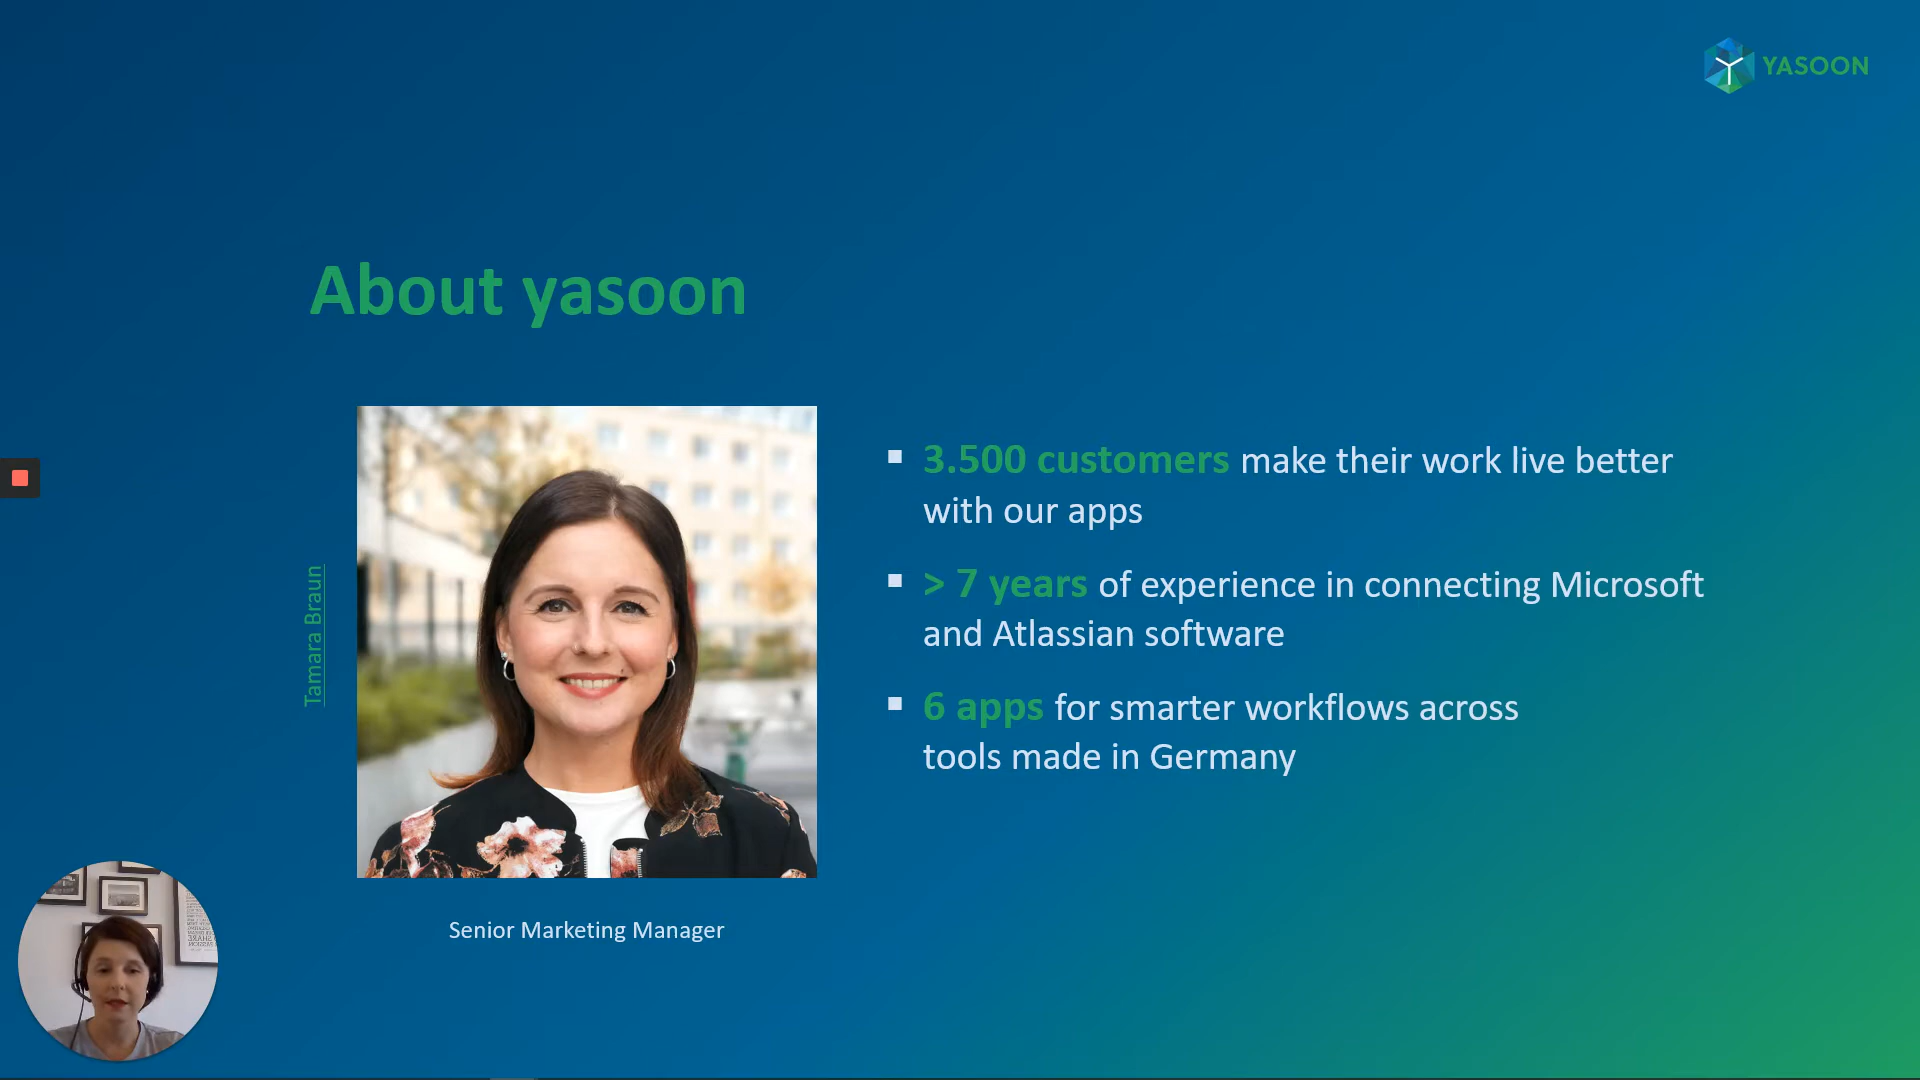 YASOON
About yasoon
Tamara Braun
3.500 customers make their work live better
with our apps
> 7 years of experience in connecting Microsoft
and Atlassian software
6 apps for smarter workflows across
tools made in Germany
Senior Marketing Manager